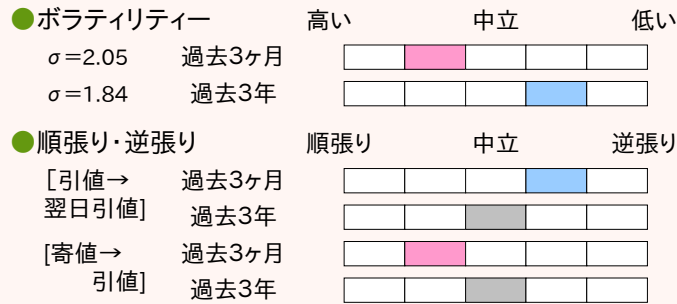 ●ボラティリティー 高い 中立 低い
σ=2.05 過去3ヶ月
σ=1.84 過去3年
●順張り・逆張り 順張り 中立 逆張り
[引値→ 過去3ヶ月
翌日引値] 過去3年
[寄値→ 過去3ヶ月
引値] 過去3年